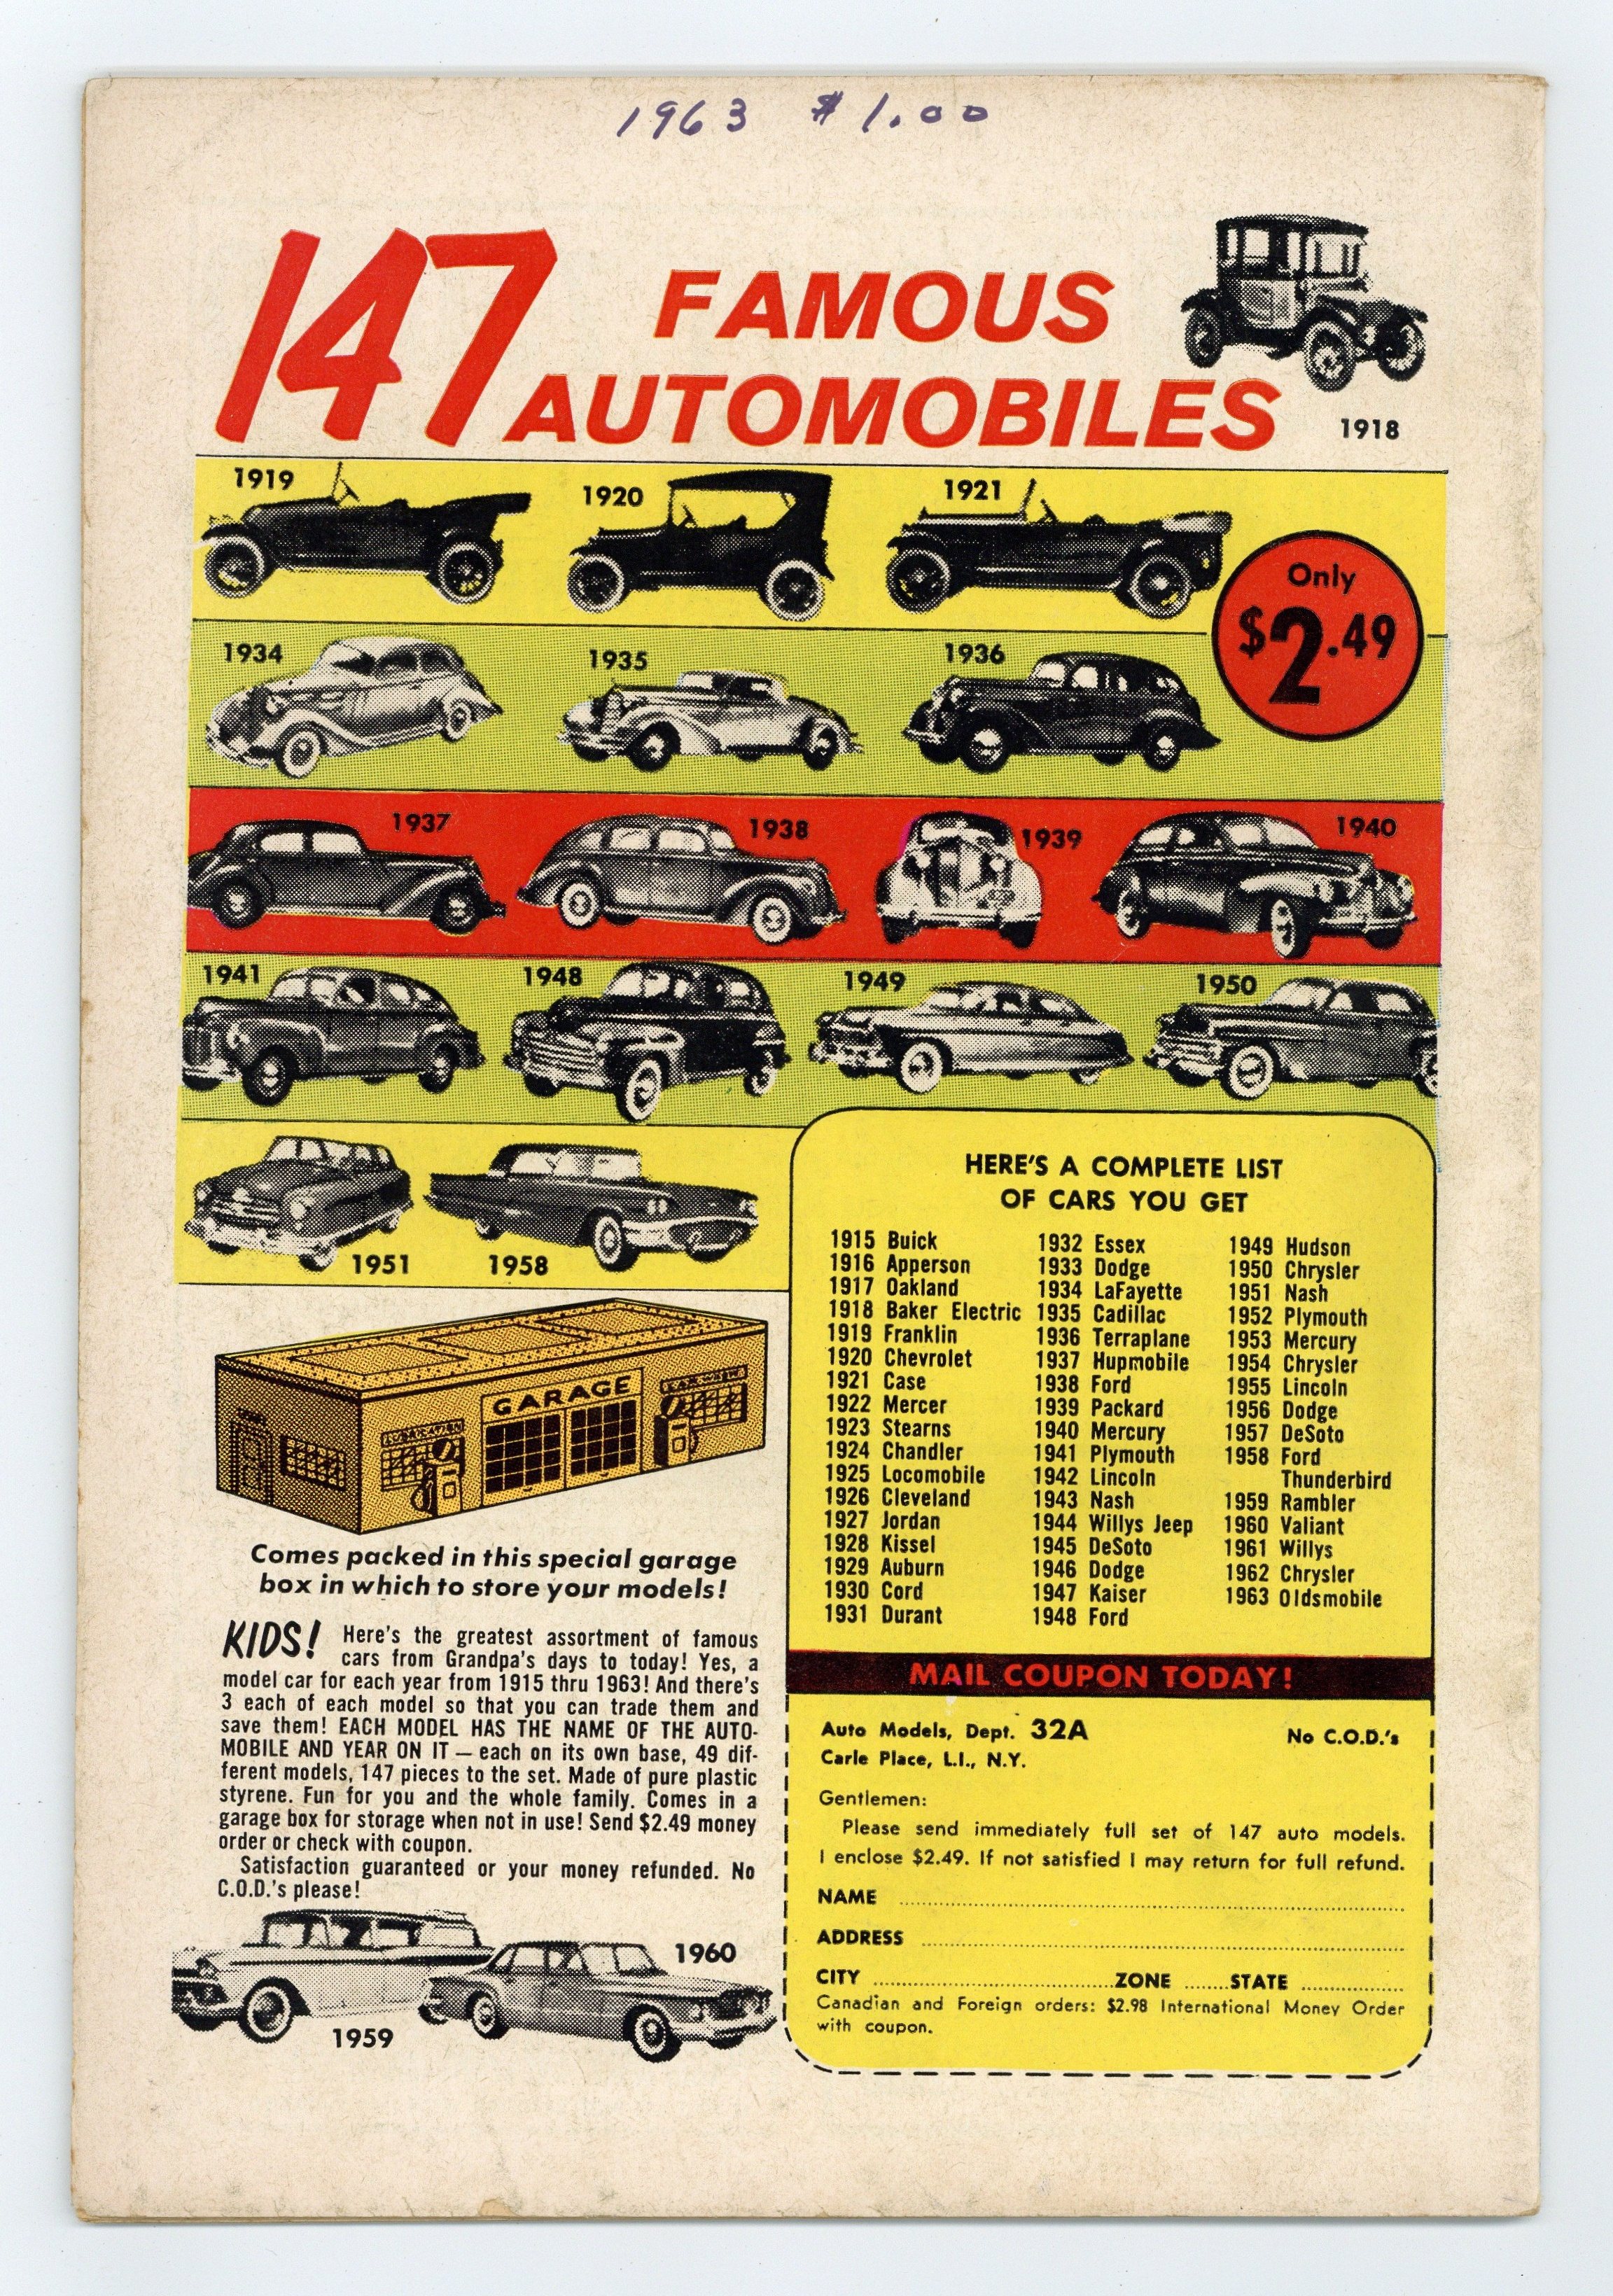 1963 $1.00
147 FAMOUS
AUTOMOBILES
1918
1919
1920
1921
Only
$2.49
1934
1935
1936
1937
1938
1939
1940
1941
1948
1949
1950
1951
1958
GARAGE
LUBRICATION
Comes packed in this special garage
box in which to store your models!
KIDS! Here's the greatest assortment of famous
cars from Grandpa's days to today! Yes, a
model car for each year from 1915 thru 1963! And there's
3 each of each model so that you can trade them and
save them! EACH MODEL HAS THE NAME OF THE AUTO-
MOBILE AND YEAR ON IT — each on its own base, 49 dif-
ferent models, 147 pieces to the set. Made of pure plastic
styrene. Fun for you and the whole family. Comes in a
garage box for storage when not in use! Send $2.49 money
order or check with coupon.
Satisfaction guaranteed or your money refunded. No
C.O.D.'s please!
1959
1960
HERE'S A COMPLETE LIST
OF CARS YOU GET
1915 Buick
1916 Apperson
1917 Oakland
1918 Baker Electric
1919 Franklin
1920 Chevrolet
1921 Case
1922 Mercer
1923 Stearns
1924 Chandler
1925 Locomobile
1926 Cleveland
1927 Jordan
1928 Kissel
1929 Auburn
1930 Cord
1931 Durant
1932 Essex
1933 Dodge
1934 LaFayette
1935 Cadillac
1936 Terraplane
1937 Hupmobile
1938 Ford
1939 Packard
1940 Mercury
1941 Plymouth
1942 Lincoln
1943 Nash
1944 Willys Jeep
1945 DeSoto
1946 Dodge
1947 Kaiser
1948 Ford
1949 Hudson
1950 Chrysler
1951 Nash
1952 Plymouth
1953 Mercury
1954 Chrysler
1955 Lincoln
1956 Dodge
1957 DeSoto
1958 Ford
Thunderbird
1959 Rambler
1960 Valiant
1961 Willys
1962 Chrysler
1963 Oldsmobile
MAIL COUPON TODAY!
Auto Models, Dept. 32A No C.O.D.'s
Carle Place, L.I., N.Y.
Gentlemen:
Please send immediately full set of 147 auto models.
I enclose $2.49. If not satisfied I may return for full refund.
NAME
ADDRESS
CITY ZONE STATE
Canadian and Foreign orders: $2.98 International Money Order
with coupon.